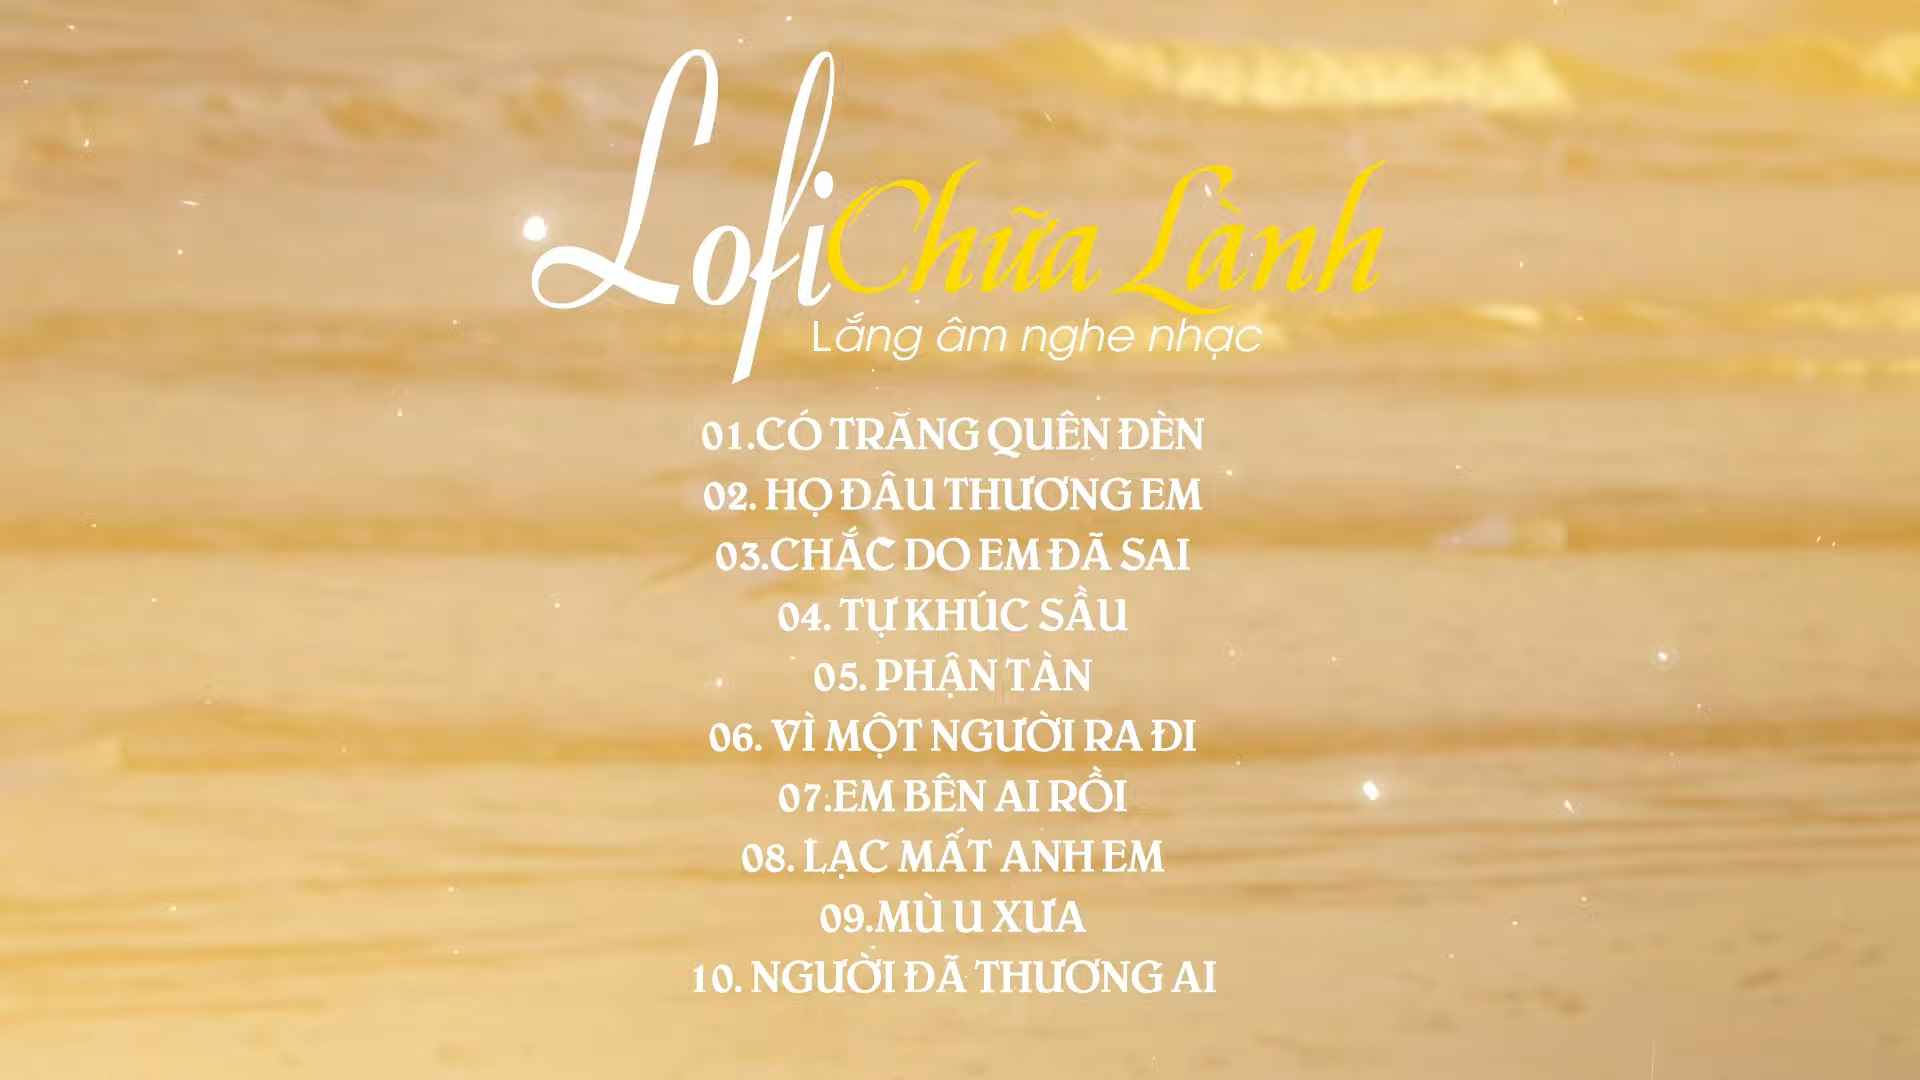 Lofi Chữa Lành
Lắng âm nghe nhạc
01.CÓ TRĂNG QUÊN ĐÈN
02. HỌ ĐÂU THƯƠNG EM
03.CHẮC DO EM ĐÃ SAI
04. TỰ KHÚC SẦU
05. PHẬN TÀN
06. VÌ MỘT NGƯỜI RA ĐI
07.EM BÊN AI RỒI
08. LẠC MẤT ANH EM
09.MÙ U XƯA
10. NGƯỜI ĐÃ THƯƠNG AI